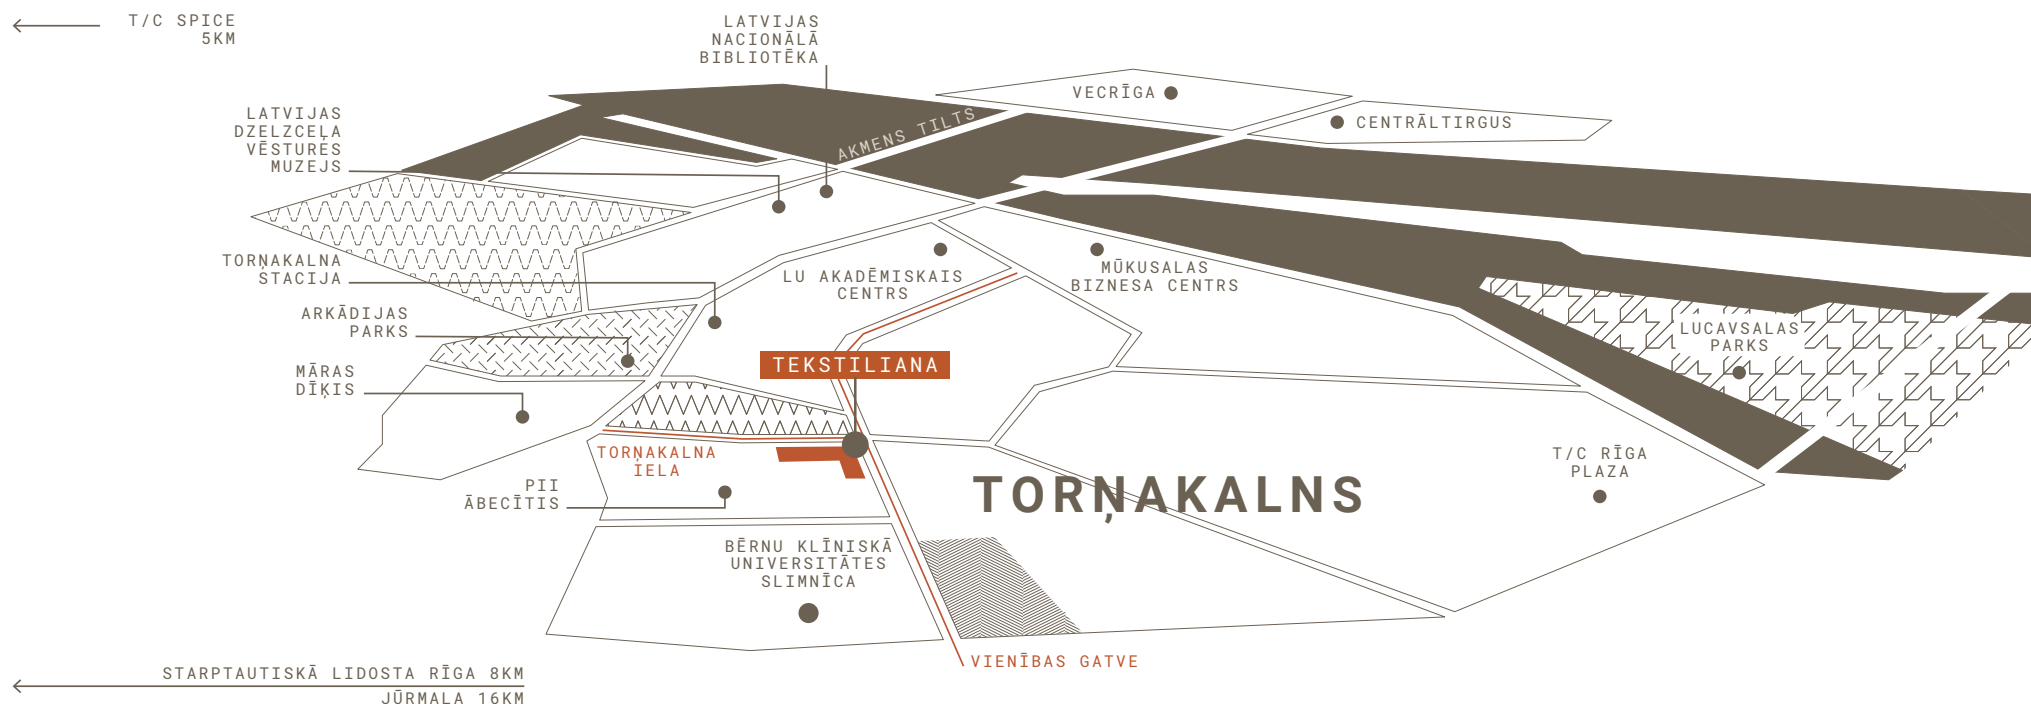 T/C SPICE
5KM
LATVIJAS
NACIONĀLĀ
BIBLIOTĒKA
VECRĪGA
CENTRĀLTIRGUS
AKMENS TILTS
LATVIJAS
DZELZCEĻA
VĒSTURES
MUZEJS
TORŅAKALNA
STACIJA
LU AKADĒMISKAIS
CENTRS
MŪKUSALAS
BIZNESA CENTRS
ARKĀDIJAS
PARKS
LUCAVSALAS
PARKS
TEKSTILIANA
MĀRAS
DĪĶIS
TORŅAKALNA
IELA
T/C RĪGA
PLAZA
PII
ĀBECĪTIS
TORŅAKALNS
BĒRNU KLĪNISKĀ
UNIVERSITĀTES
SLIMNĪCA
VIENĪBAS GATVE
STARPTAUTISKĀ LIDOSTA RĪGA 8KM
JŪRMALA 16KM